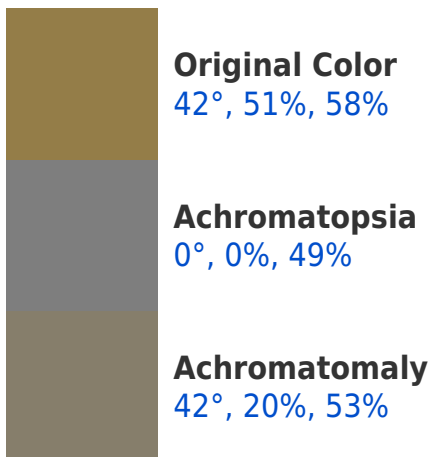 Original Color
42°, 51%, 58%
Achromatopsia
0°, 0%, 49%
Achromatomaly
42°, 20%, 53%